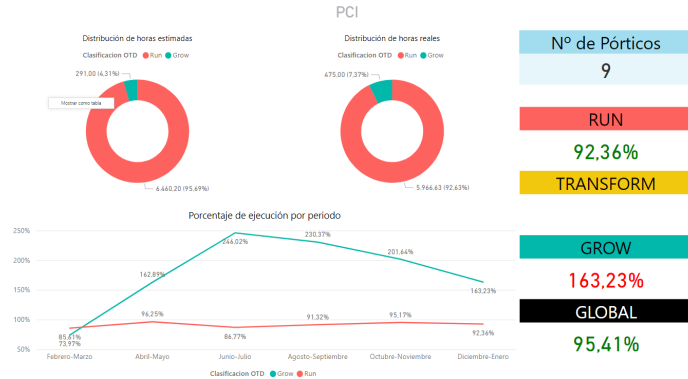 PCI
Distribución de horas estimadas
Clasificacion OTD Run Grow
291,00 (4,31%)
Mostrar como tabla
6.460,20 (95,69%)
Distribución de horas reales
Clasificacion OTD Run Grow
475,00 (7,37%)
5.966,63 (92,63%)
Nº de Pórticos
9
RUN
92,36%
TRANSFORM
GROW
163,23%
GLOBAL
95,41%
Porcentaje de ejecución por periodo
250%
200%
150%
100%
50%
246,02%
230,37%
201,64%
162,89%
163,23%
85,61%
73,97%
96,25%
86,77%
91,32%
95,17%
92,36%
Febrero-Marzo Abril-Mayo Junio-Julio Agosto-Septiembre Octubre-Noviembre Diciembre-Enero
Clasificacion OTD Grow Run